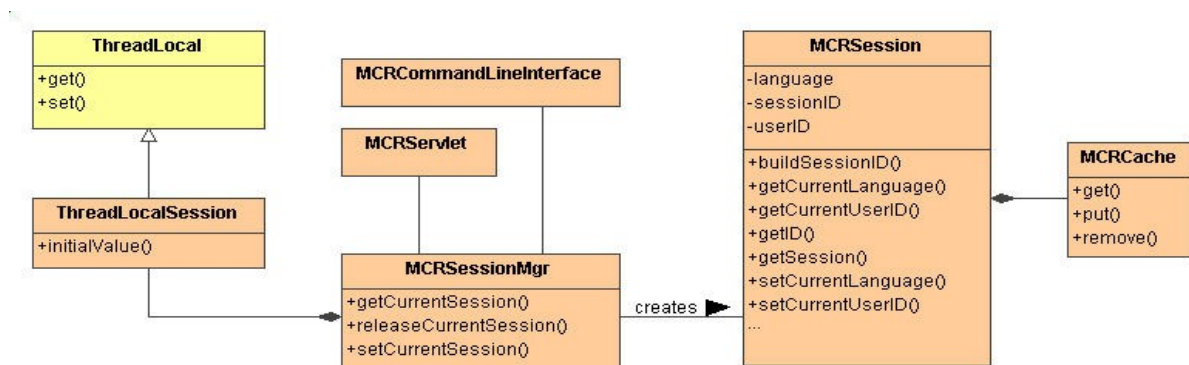 ThreadLocal
+get()
+set()
ThreadLocalSession
+initialValue()
MCRCommandLineInterface
MCRServlet
MCRSessionMgr
+getCurrentSession()
+releaseCurrentSession()
+setCurrentSession()
creates
MCRSession
-language
-sessionID
-userID
+buildSessionID()
+getCurrentLanguage()
+getCurrentUserID()
+getID()
+getSession()
+setCurrentLanguage()
+setCurrentUserID()
...
MCRCache
+get()
+put()
+remove()